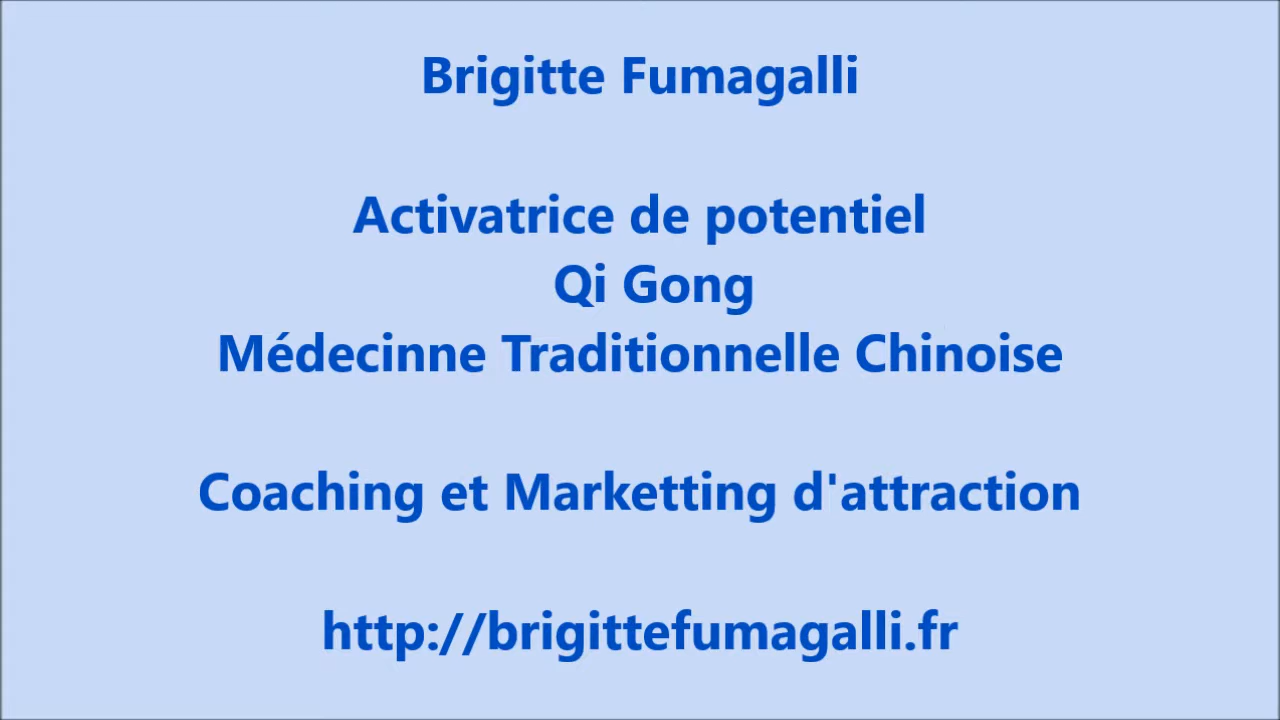 Brigitte Fumagalli
Activatrice de potentiel
Qi Gong
Médecinne Traditionnelle Chinoise
Coaching et Marketting d'attraction
http://brigittefumagalli.fr